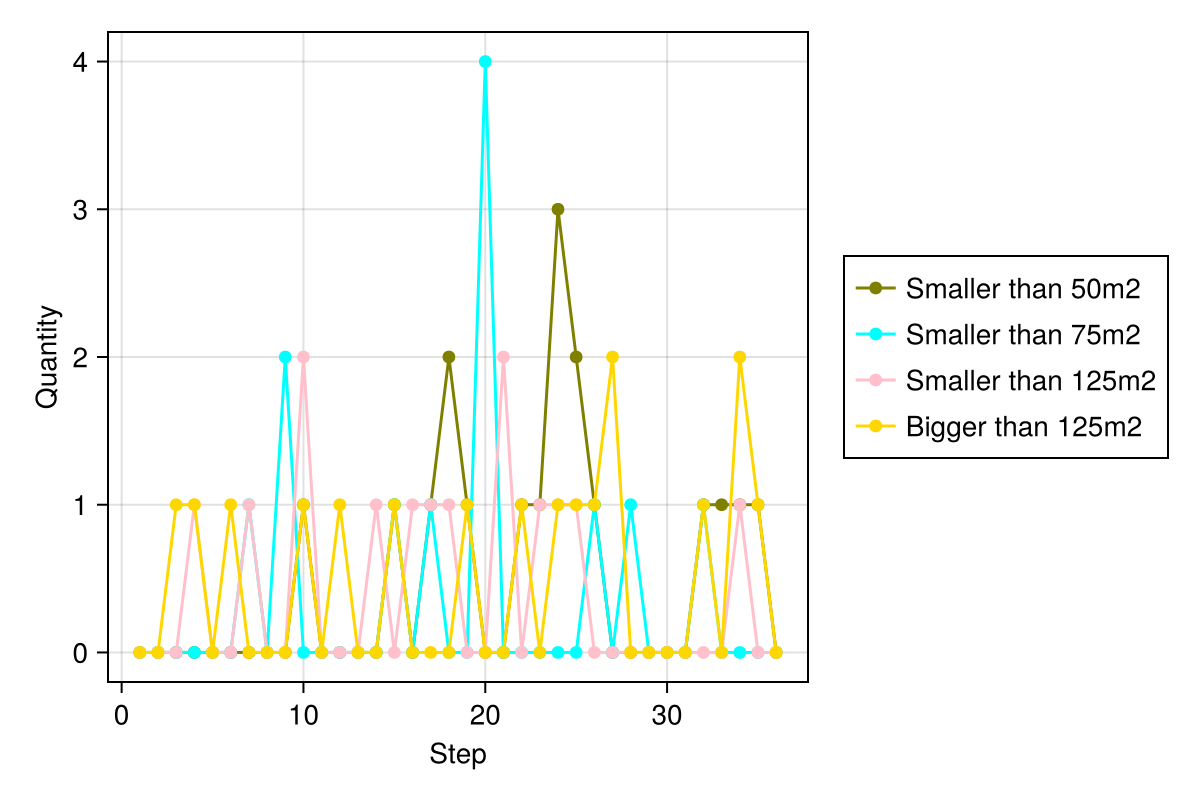 4
3
2
1
0
Quantity
0 10 20 30
Step
Smaller than 50m2
Smaller than 75m2
Smaller than 125m2
Bigger than 125m2